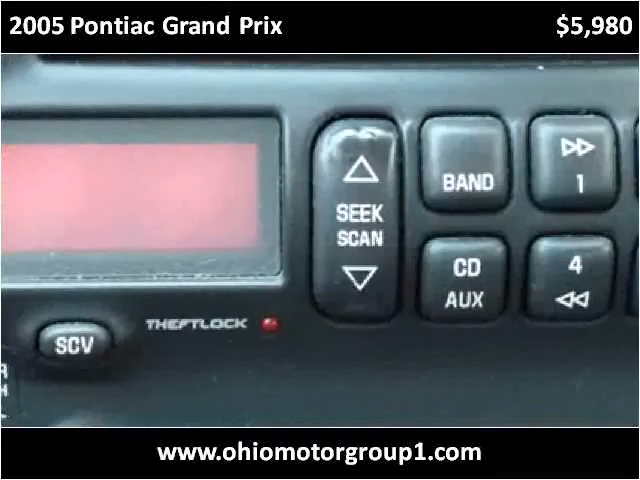 2005 Pontiac Grand Prix $5,980
SEEK
SCAN
BAND
1
CD
AUX
4
THEFTLOCK
SCV
www.ohiomotorgroup1.com